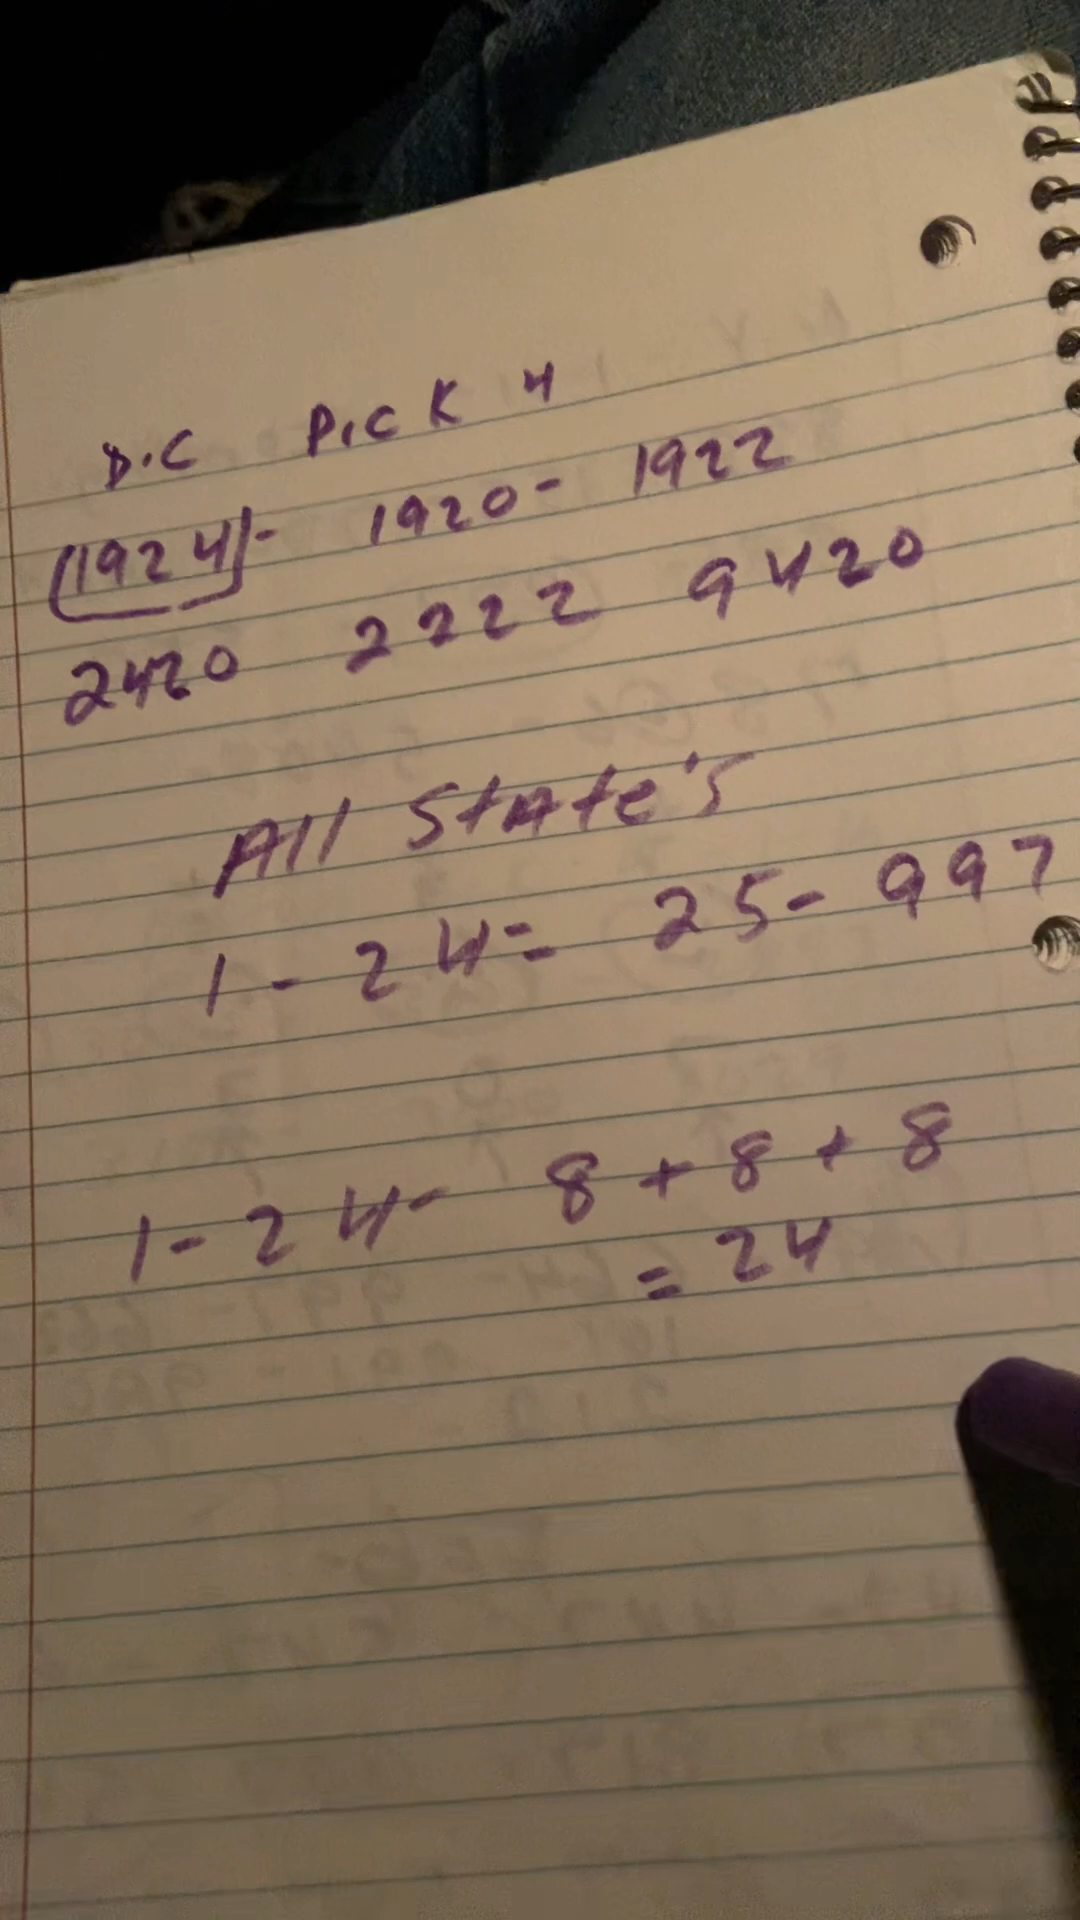 D.C PICK 4
(1924)- 1920- 1922
2420 2222 9420
All StAte's
1-24= 25-997
1-24- 8+8+8
=24